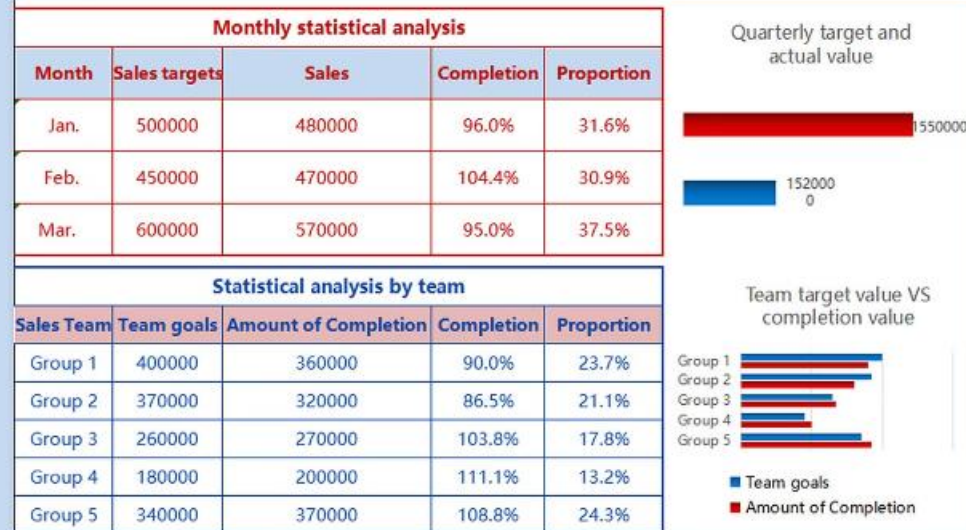 Monthly statistical analysis
Month Sales targets Sales Completion Proportion
Jan. 500000 480000 96.0% 31.6%
Feb. 450000 470000 104.4% 30.9%
Mar. 600000 570000 95.0% 37.5%
Statistical analysis by team
Sales Team Team goals Amount of Completion Completion Proportion
Group 1 400000 360000 90.0% 23.7%
Group 2 370000 320000 86.5% 21.1%
Group 3 260000 270000 103.8% 17.8%
Group 4 180000 200000 111.1% 13.2%
Group 5 340000 370000 108.8% 24.3%
Quarterly target and
actual value
1550000
152000
0
Team target value VS
completion value
Group 1
Group 2
Group 3
Group 4
Group 5
Team goals
Amount of Completion